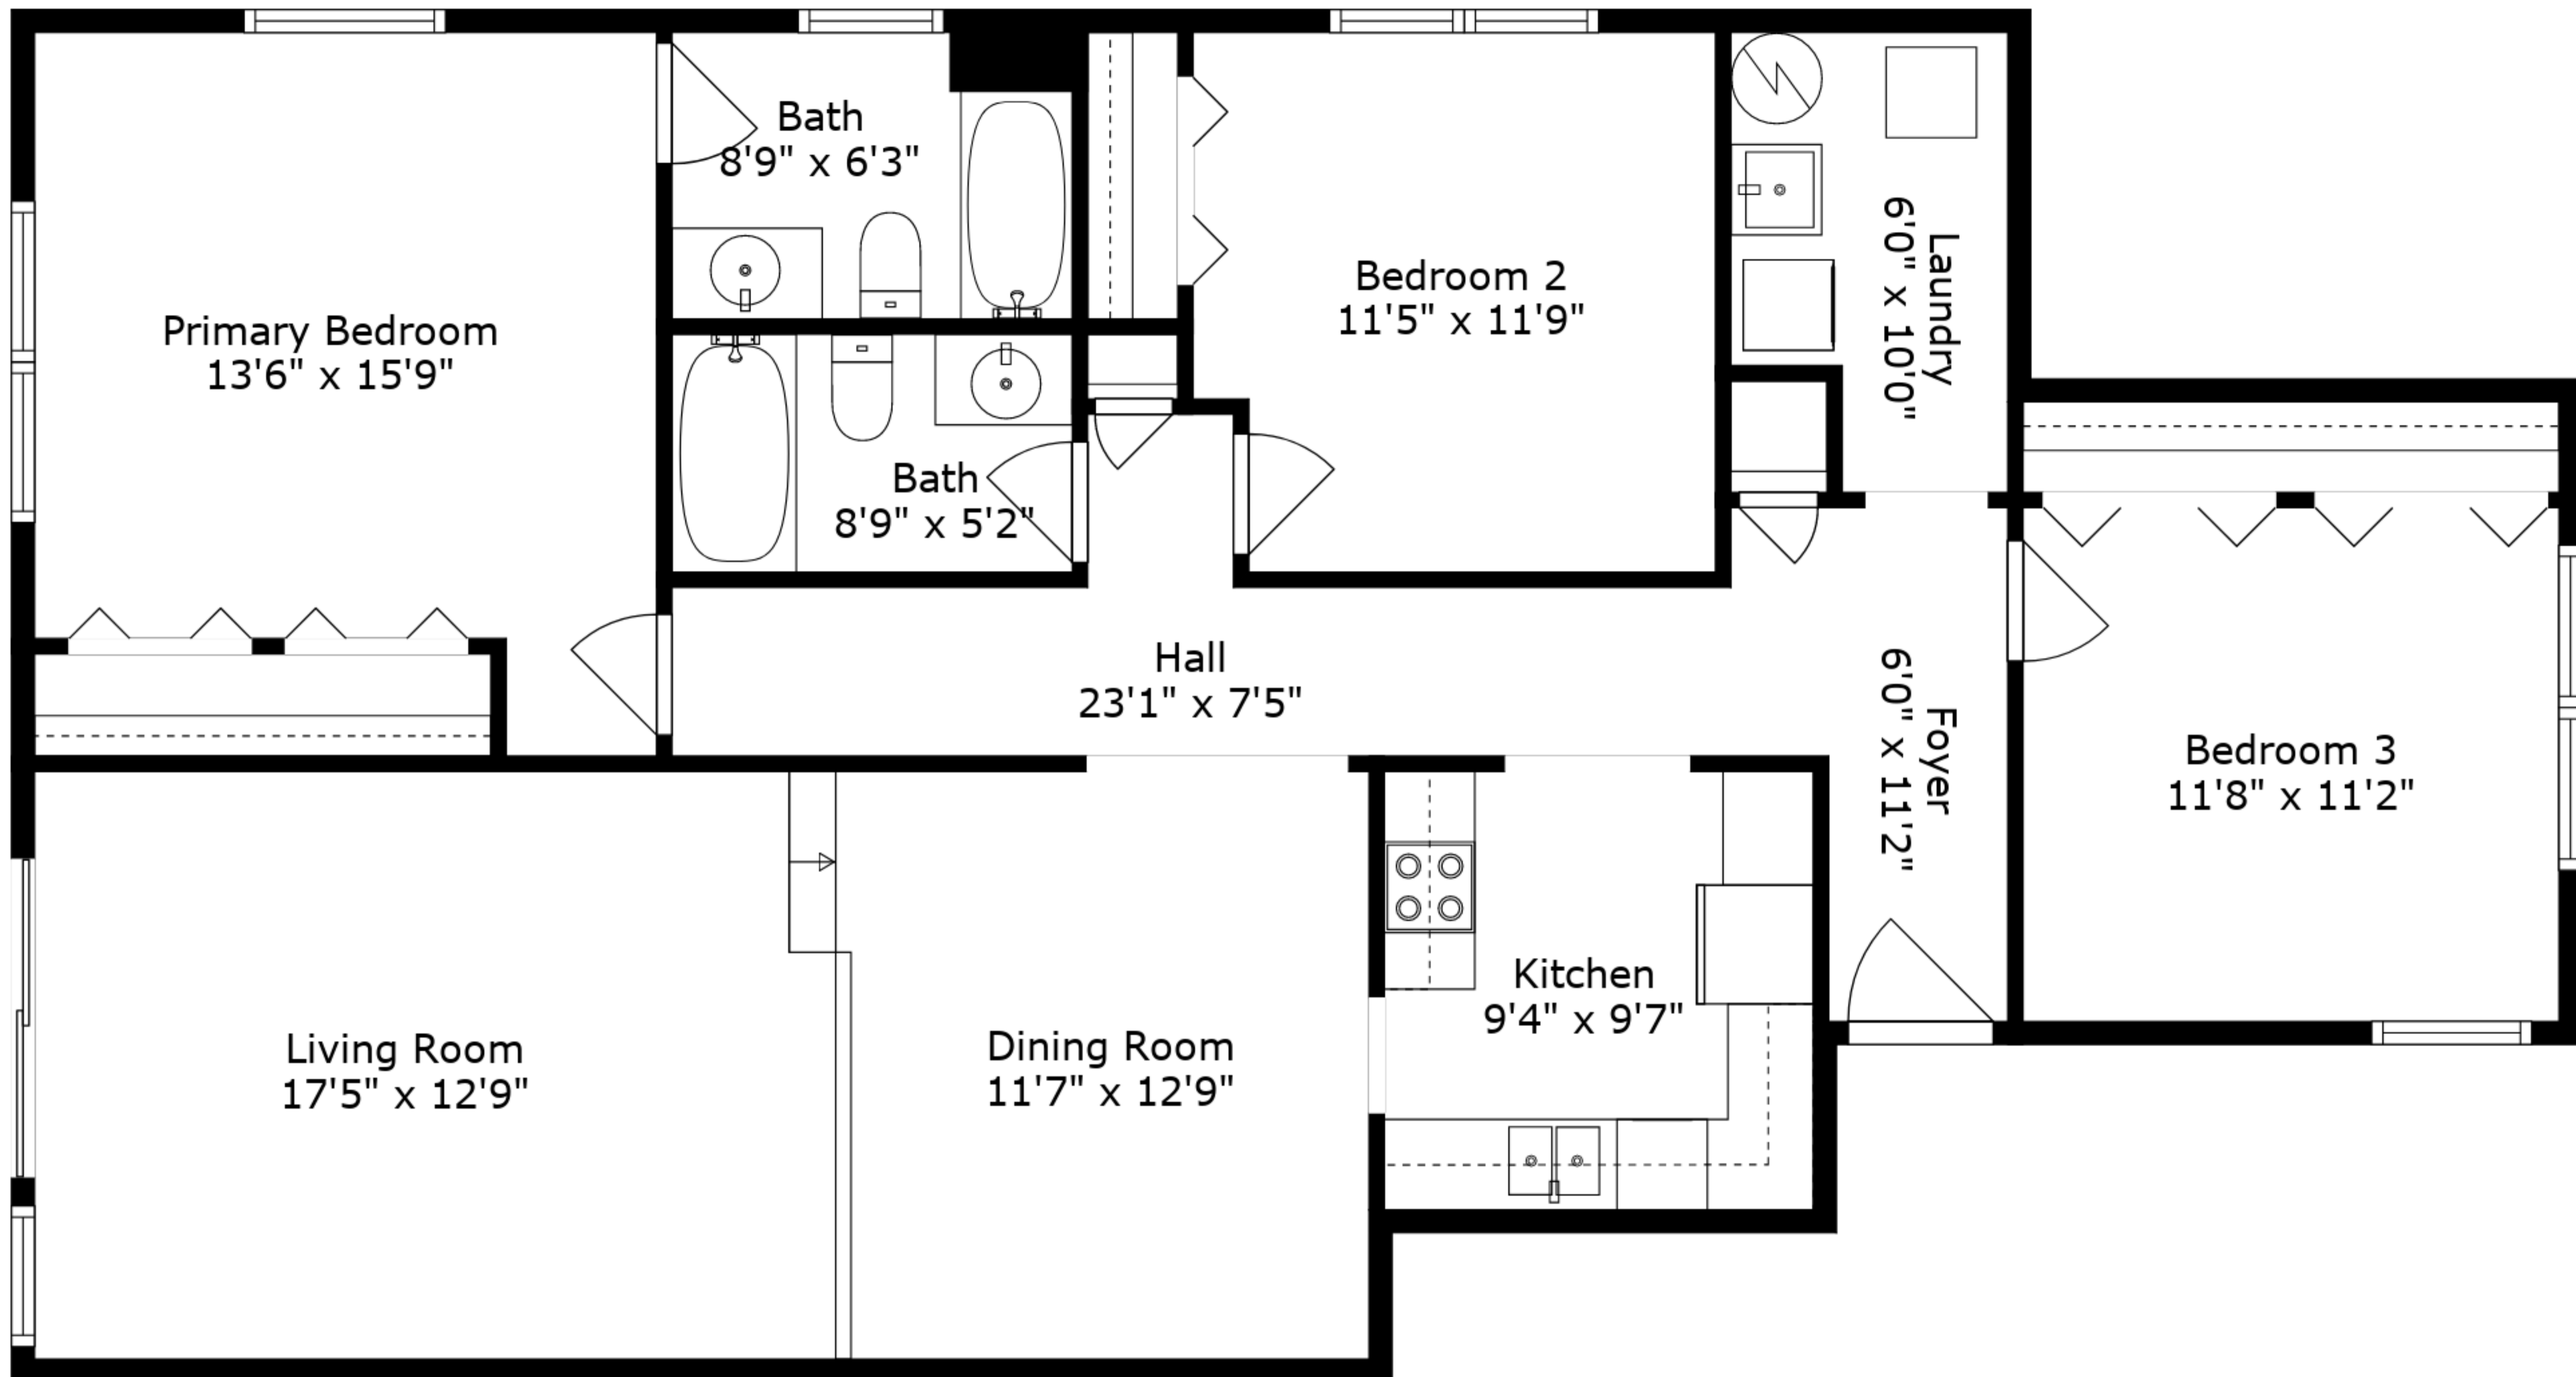 Bath
8'9" x 6'3"
Primary Bedroom
13'6" x 15'9"
Bedroom 2
11'5" x 11'9"
Laundry
6'0" x 10'0"
Bath
8'9" x 5'2"
Hall
23'1" x 7'5"
Foyer
6'0" x 11'2"
Bedroom 3
11'8" x 11'2"
Living Room
17'5" x 12'9"
Dining Room
11'7" x 12'9"
Kitchen
9'4" x 9'7"